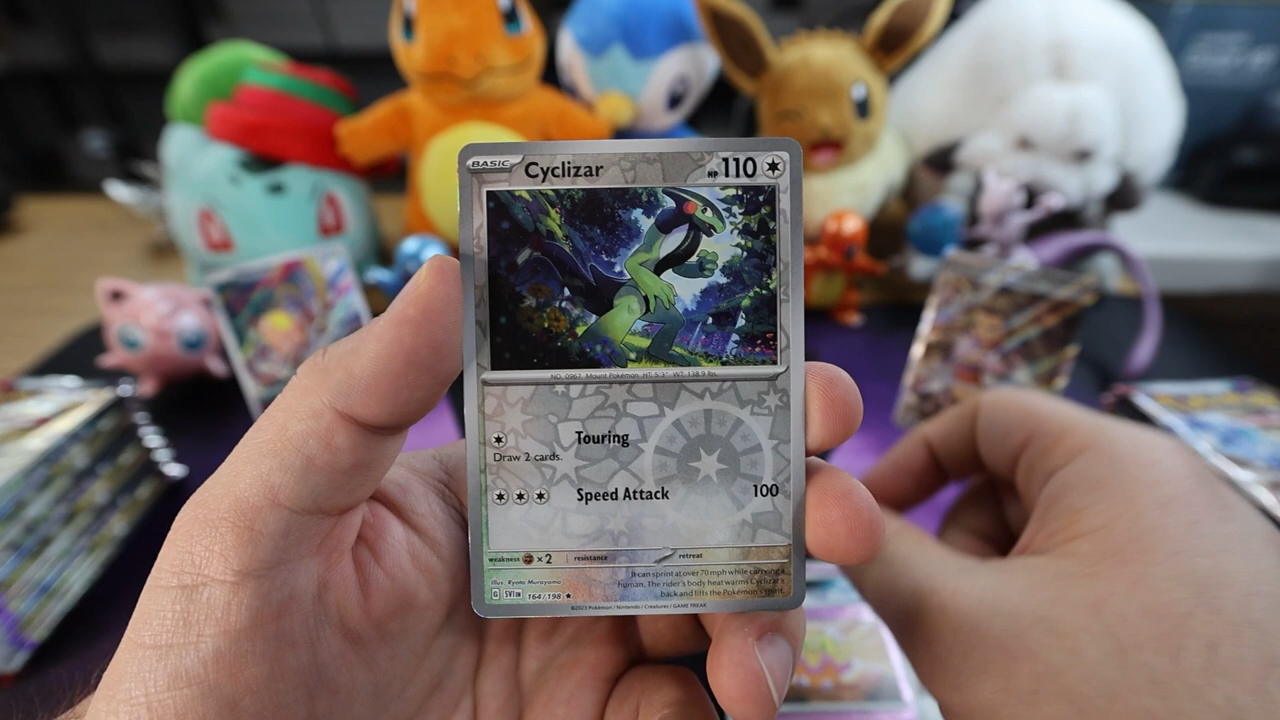 BASIC Cyclizar HP 110
NO. 0967 Mount Pokémon HT: 5'3" WT: 138.9 lbs.
Touring
Draw 2 cards.
Speed Attack 100
weakness ×2 resistance retreat
Illus. Ryota Murayama
It can sprint at over 70 mph while carrying a
human. The rider's body heat warms Cyclizar's
back and lifts the Pokémon's spirit.
G SVI EN 164/198 ★
©2023 Pokémon / Nintendo / Creatures / GAME FREAK